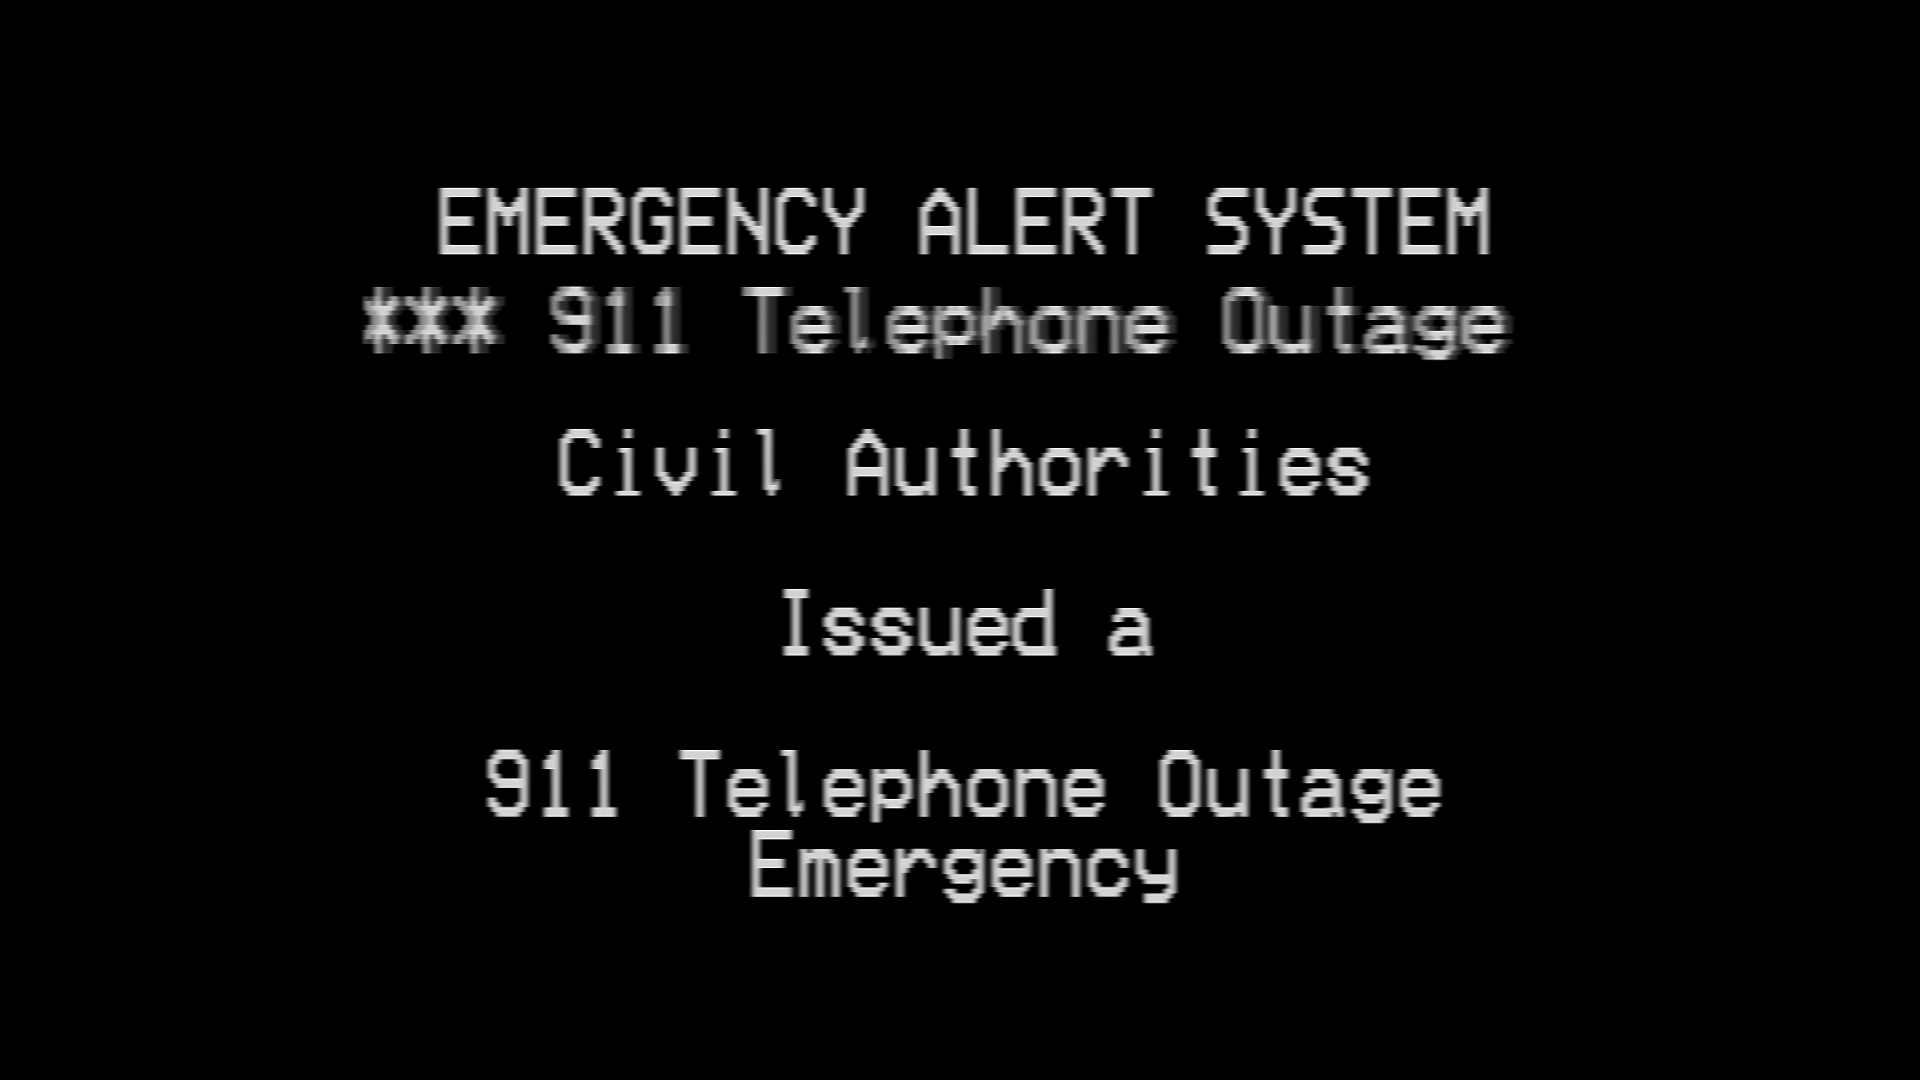 EMERGENCY ALERT SYSTEM
*** 911 Telephone Outage
Civil Authorities
Issued a
911 Telephone Outage
Emergency